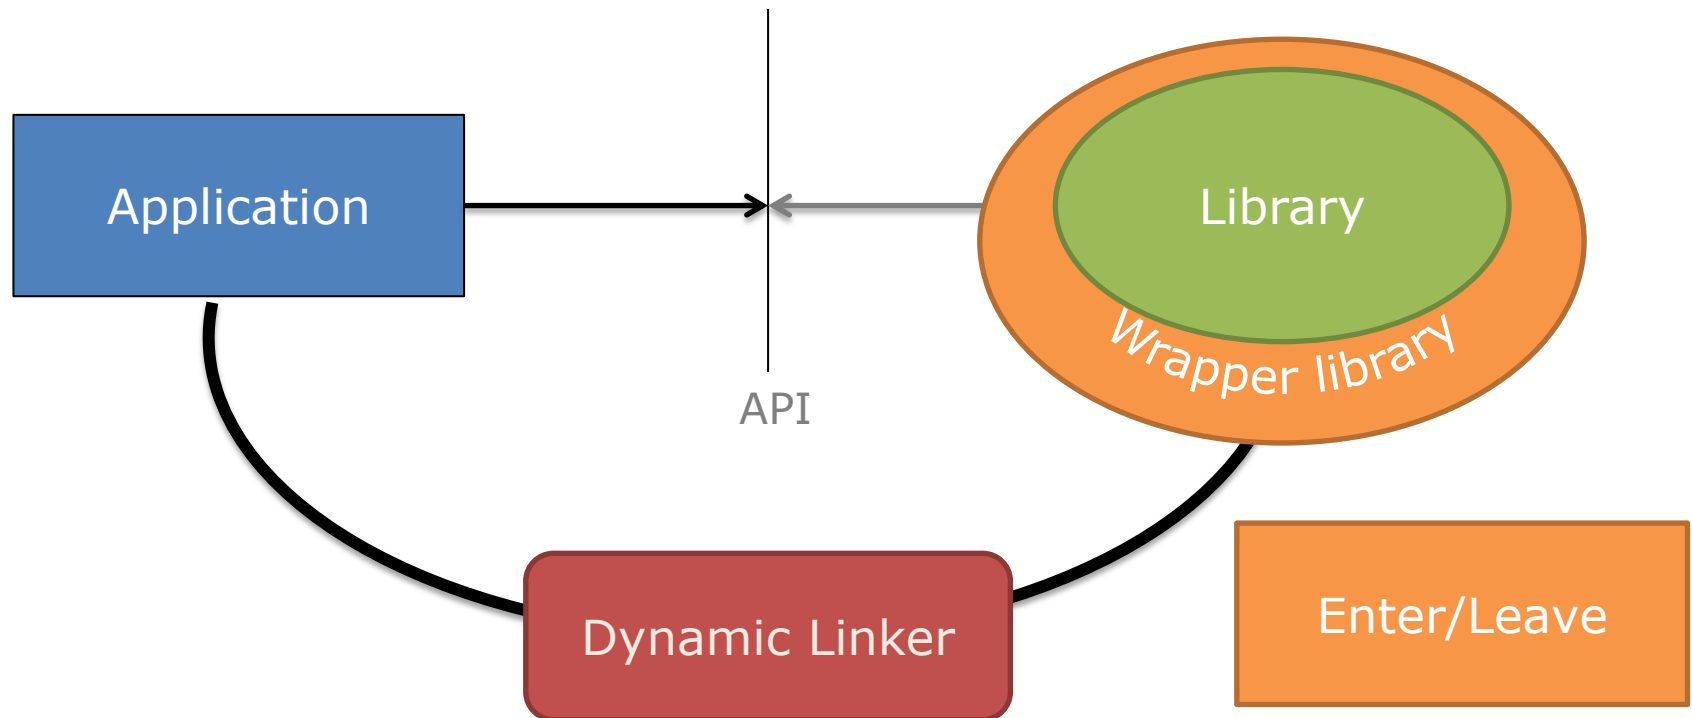 Application
Library
Wrapper library
API
Dynamic Linker
Enter/Leave